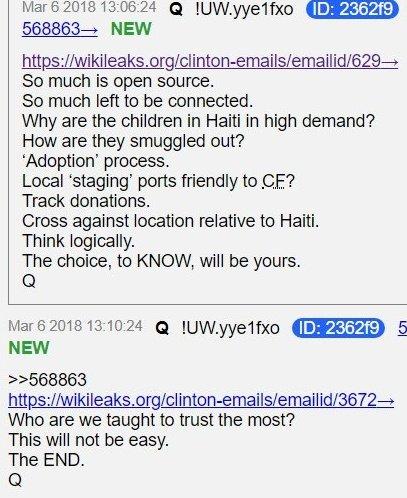 Mar 6 2018 13:06:24 Q !UW.yye1fxo ID: 2362f9
568863→ NEW
https://wikileaks.org/clinton-emails/emailid/629→
So much is open source.
So much left to be connected.
Why are the children in Haiti in high demand?
How are they smuggled out?
‘Adoption’ process.
Local ‘staging’ ports friendly to CF?
Track donations.
Cross against location relative to Haiti.
Think logically.
The choice, to KNOW, will be yours.
Q
Mar 6 2018 13:10:24 Q !UW.yye1fxo ID: 2362f9 5
NEW
>>568863
https://wikileaks.org/clinton-emails/emailid/3672→
Who are we taught to trust the most?
This will not be easy.
The END.
Q